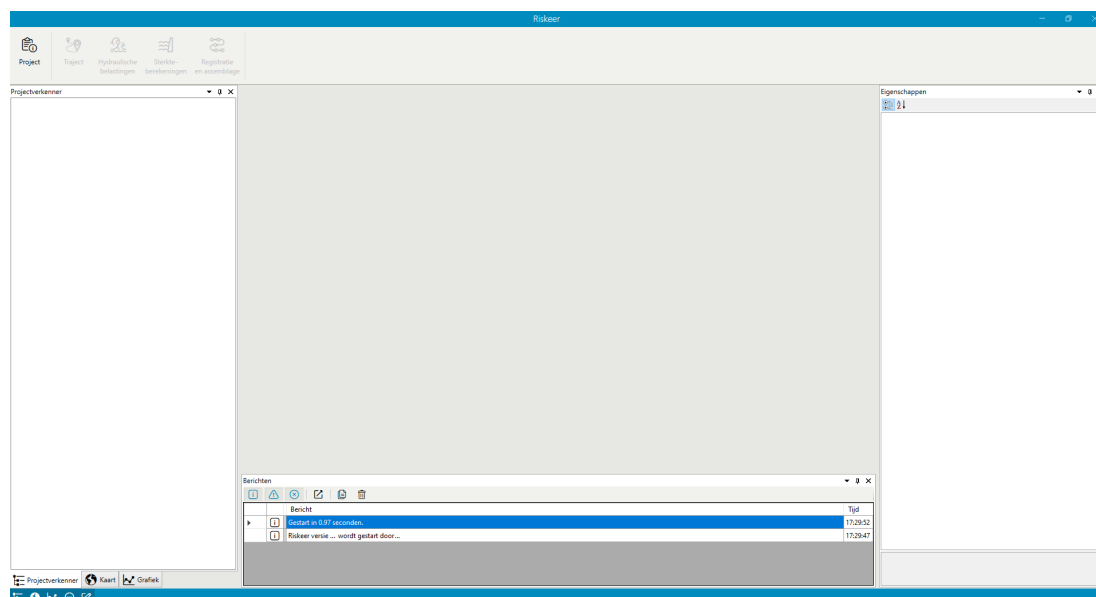 Riskeer
Project
Traject
Hydraulische
belastingen
Sterkte-
berekeningen
Registratie
en assemblage
Projectverkenner
Eigenschappen
Berichten
Bericht Tijd
Gestart in 0.97 seconden. 17:29:52
Riskeer versie ... wordt gestart door... 17:29:47
Projectverkenner Kaart Grafiek